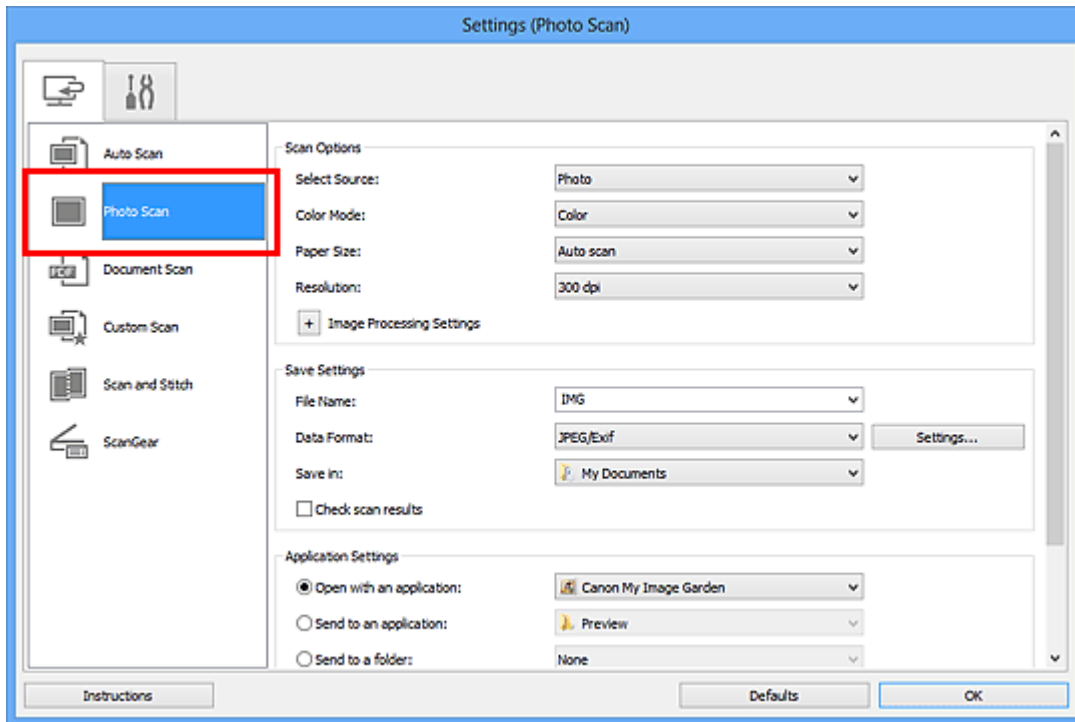 Settings (Photo Scan)
Auto Scan
Photo Scan
Document Scan
Custom Scan
Scan and Stitch
ScanGear
Scan Options
Select Source: Photo
Color Mode: Color
Paper Size: Auto scan
Resolution: 300 dpi
+ Image Processing Settings
Save Settings
File Name: IMG
Data Format: JPEG/Exif Settings...
Save in: My Documents
Check scan results
Application Settings
Open with an application: Canon My Image Garden
Send to an application: Preview
Send to a folder: None
Instructions Defaults OK